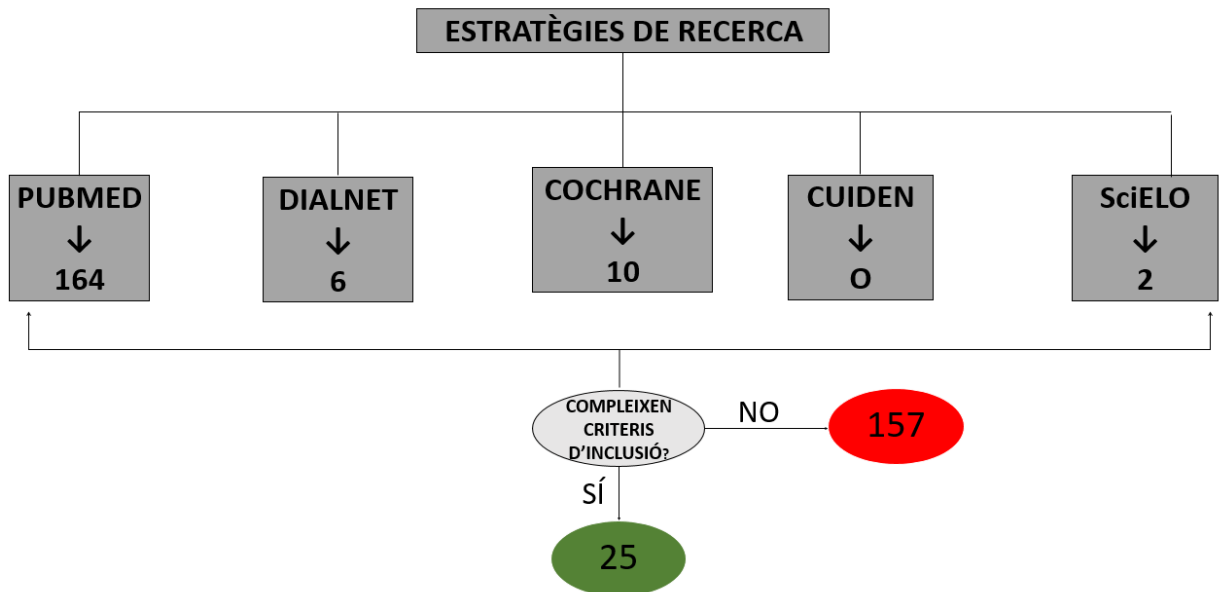 ESTRATÈGIES DE RECERCA
PUBMED
↓
164
DIALNET
↓
6
COCHRANE
↓
10
CUIDEN
↓
O
SciELO
↓
2
COMPLEIXEN
CRITERIS
D'INCLUSIÓ?
NO
157
SÍ
25